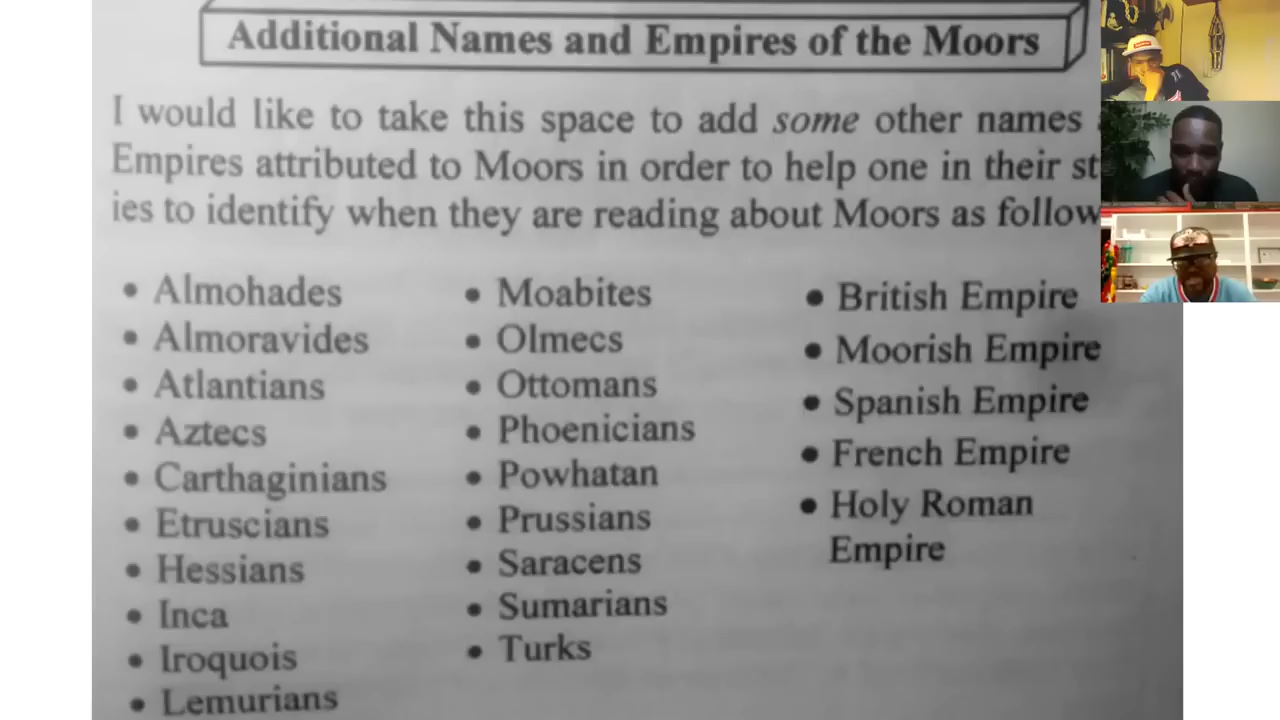 Additional Names and Empires of the Moors
I would like to take this space to add some other names
Empires attributed to Moors in order to help one in their st
ies to identify when they are reading about Moors as follow
• Almohades
• Almoravides
• Atlantians
• Aztecs
• Carthaginians
• Etruscians
• Hessians
• Inca
• Iroquois
• Lemurians
• Moabites
• Olmecs
• Ottomans
• Phoenicians
• Powhatan
• Prussians
• Saracens
• Sumarians
• Turks
• British Empire
• Moorish Empire
• Spanish Empire
• French Empire
• Holy Roman
Empire